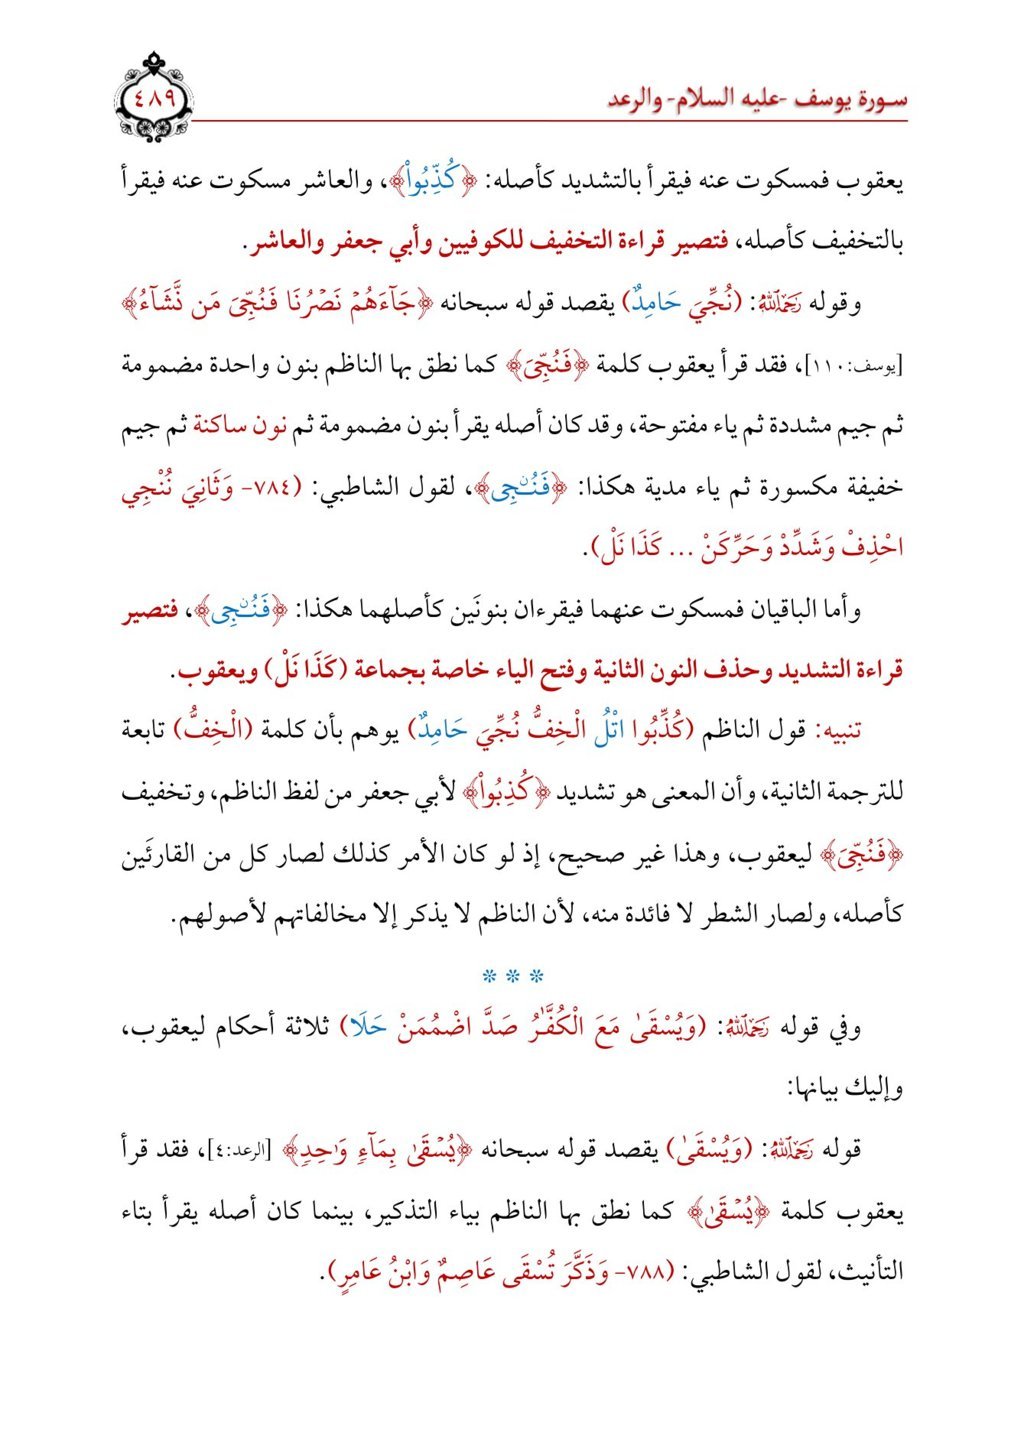 سورة يوسف -عليه السلام- والرعد
٤٨٩
يعقوب فمسكوت عنه فيقرأ بالتشديد كأصله: ﴿كُذِّبُواْ﴾، والعاشر مسكوت عنه فيقرأ
بالتخفيف كأصله، فتصير قراءة التخفيف للكوفيين وأبي جعفر والعاشر.
وقوله رَحِمَهُ اللَّهُ: (نُجِّيَ حَامِدٌ) يقصد قوله سبحانه ﴿جَآءَهُمۡ نَصۡرُنَا فَنُجِّىَ مَن نَّشَآءُ﴾
[يوسف:١١٠]، فقد قرأ يعقوب كلمة ﴿فَنُجِّىَ﴾ كما نطق بها الناظم بنون واحدة مضمومة
ثم جيم مشددة ثم ياء مفتوحة، وقد كان أصله يقرأ بنون مضمومة ثم نون ساكنة ثم جيم
خفيفة مكسورة ثم ياء مدية هكذا: ﴿فَنُـۨجِى﴾، لقول الشاطبي: (٧٨٤- وَثَانِيَ نُنْجِي
احْذِفْ وَشَدِّدْ وَحَرِّكَنْ ... كَذَا نَلْ).
وأما الباقيان فمسكوت عنهما فيقرءان بنونَين كأصلهما هكذا: ﴿فَنُـۨجِى﴾، فتصير
قراءة التشديد وحذف النون الثانية وفتح الياء خاصة بجماعة (كَذَا نَلْ) ويعقوب.
تنبيه: قول الناظم (كُذِّبُوا اتْلُ الْخِفُّ نُجِّيَ حَامِدٌ) يوهم بأن كلمة (الْخِفُّ) تابعة
للترجمة الثانية، وأن المعنى هو تشديد ﴿كُذِبُواْ﴾ لأبي جعفر من لفظ الناظم، وتخفيف
﴿فَنُجِّىَ﴾ ليعقوب، وهذا غير صحيح، إذ لو كان الأمر كذلك لصار كل من القارئَين
كأصله، ولصار الشطر لا فائدة منه، لأن الناظم لا يذكر إلا مخالفاتهم لأصولهم.
* * *
وفي قوله رَحِمَهُ اللَّهُ: (وَيُسْقَىٰ مَعَ الْكُفَّـٰرُ صَدَّ اضْمُمَنْ حَلَا) ثلاثة أحكام ليعقوب،
وإليك بيانها:
قوله رَحِمَهُ اللَّهُ: (وَيُسْقَىٰ) يقصد قوله سبحانه ﴿يُسۡقَىٰ بِمَآءٖ وَٰحِدٖ﴾ [الرعد:٤]، فقد قرأ
يعقوب كلمة ﴿يُسۡقَىٰ﴾ كما نطق بها الناظم بياء التذكير، بينما كان أصله يقرأ بتاء
التأنيث، لقول الشاطبي: (٧٨٨- وَذَكَّرَ تُسْقَى عَاصِمٌ وَابْنُ عَامِرٍ).